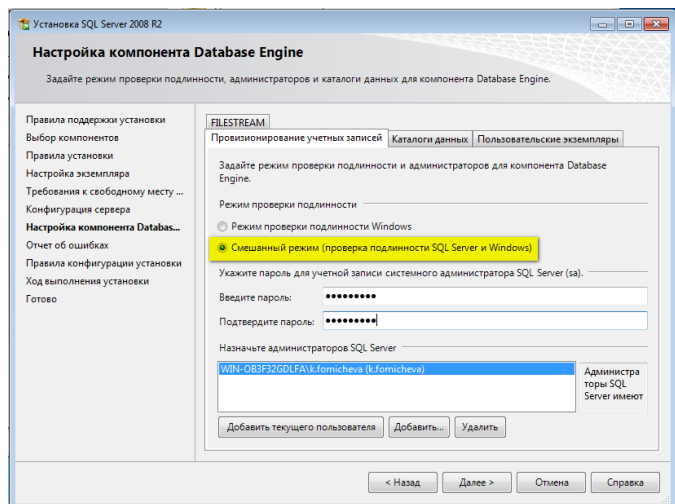 Установка SQL Server 2008 R2
Настройка компонента Database Engine
Задайте режим проверки подлинности, администраторов и каталоги данных для компонента Database Engine.
Правила поддержки установки
Выбор компонентов
Правила установки
Настройка экземпляра
Требования к свободному месту ...
Конфигурация сервера
Настройка компонента Databas...
Отчет об ошибках
Правила конфигурации установки
Ход выполнения установки
Готово
FILESTREAM
Провизионирование учетных записей
Каталоги данных
Пользовательские экземпляры
Задайте режим проверки подлинности и администраторов для компонента Database
Engine.
Режим проверки подлинности
Режим проверки подлинности Windows
Смешанный режим (проверка подлинности SQL Server и Windows)
Укажите пароль для учетной записи системного администратора SQL Server (sa).
Введите пароль: ●●●●●●●●●
Подтвердите пароль: ●●●●●●●●●
Назначьте администраторов SQL Server
WIN-OB3F32GDLFA\k.fomicheva (k.fomicheva)
Администра
торы SQL
Server имеют
Добавить текущего пользователя
Добавить...
Удалить
< Назад
Далее >
Отмена
Справка